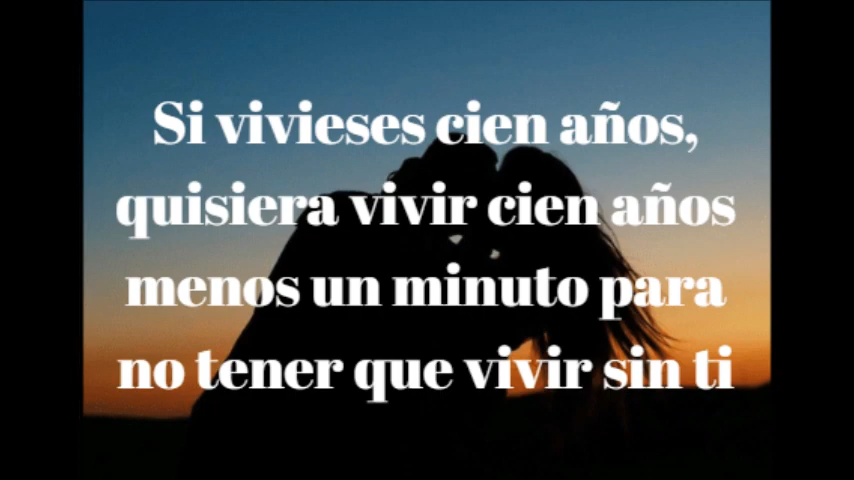 Si vivieses cien años,
quisiera vivir cien años
menos un minuto para
no tener que vivir sin ti